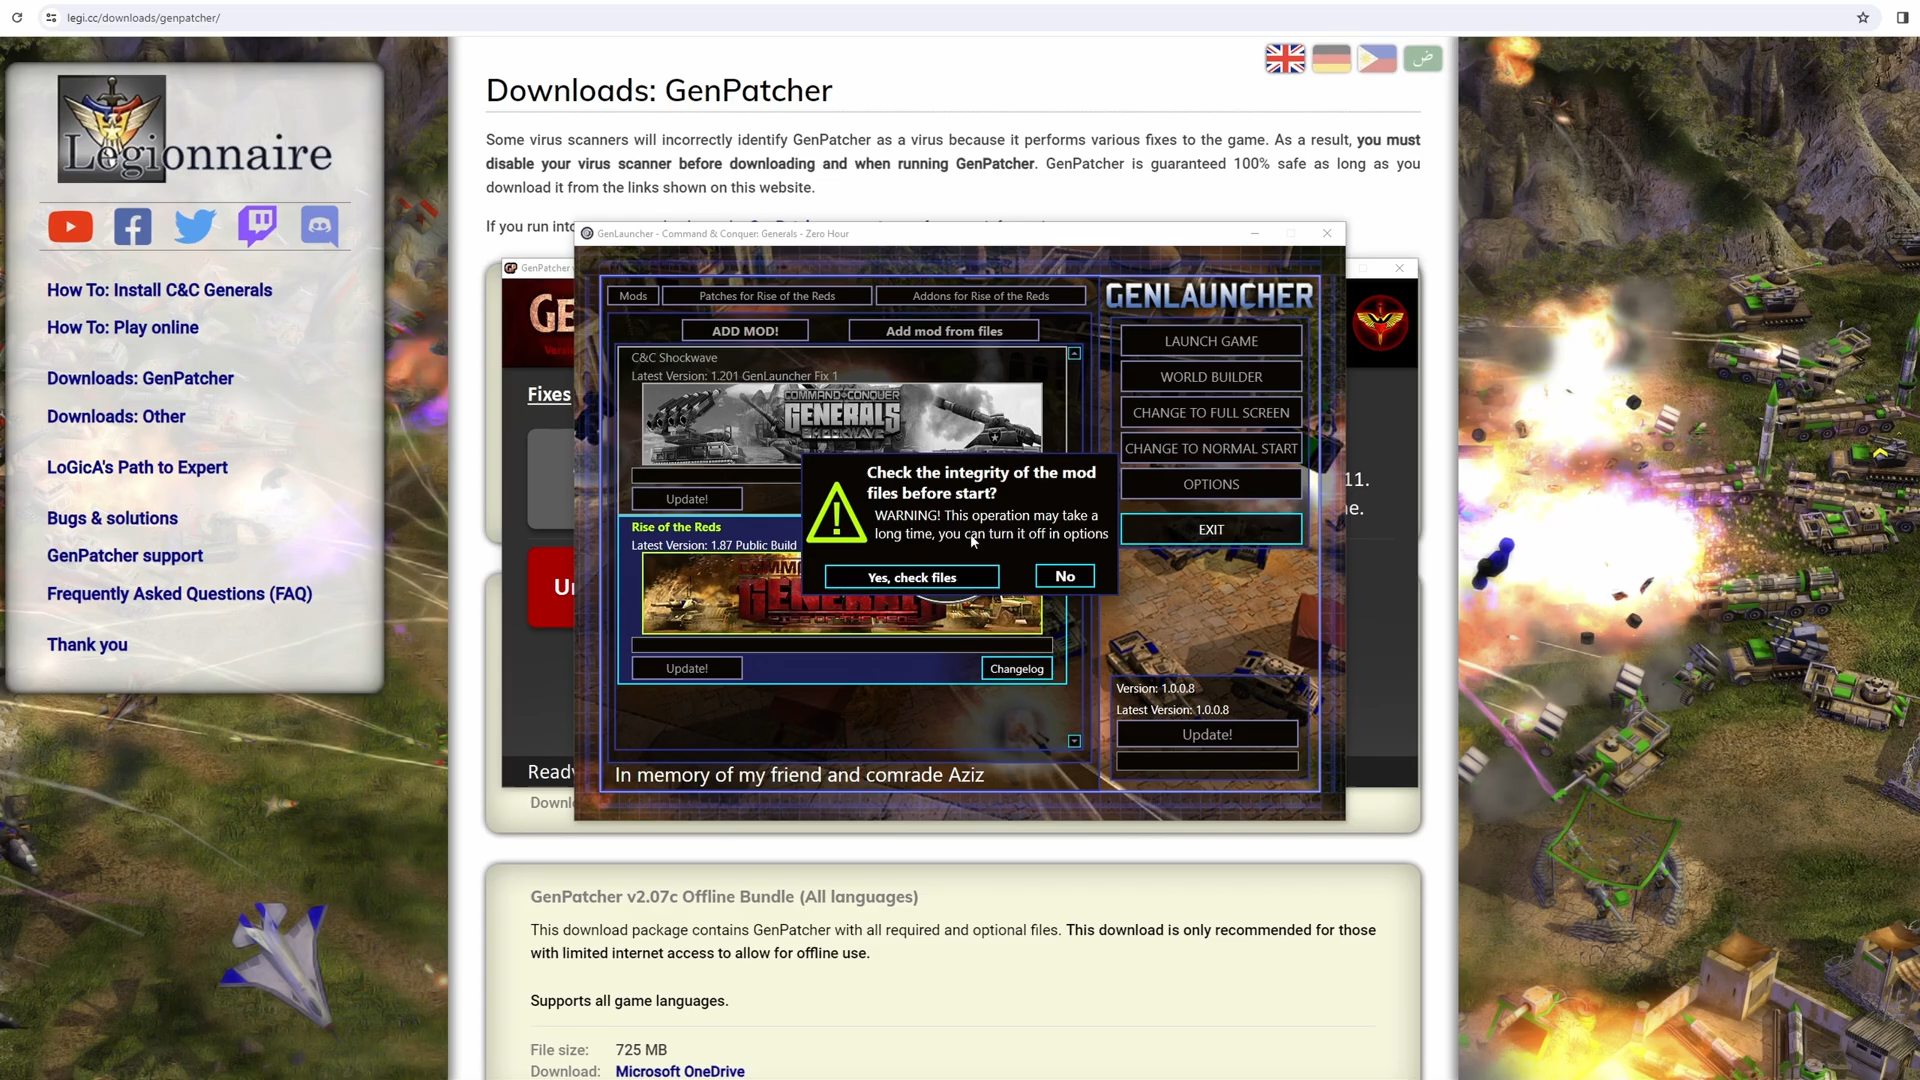 legi.cc/downloads/genpatcher/
Legionnaire
How To: Install C&C Generals
How To: Play online
Downloads: GenPatcher
Downloads: Other
LoGicA's Path to Expert
Bugs & solutions
GenPatcher support
Frequently Asked Questions (FAQ)
Thank you
ض
Downloads: GenPatcher
Some virus scanners will incorrectly identify GenPatcher as a virus because it performs various fixes to the game. As a result, you must
disable your virus scanner before downloading and when running GenPatcher. GenPatcher is guaranteed 100% safe as long as you
download it from the links shown on this website.
If you run into
GenPatcher
GE
Fixes
11.
e.
Un
Ready
Downl
GenLauncher - Command & Conquer: Generals - Zero Hour
Mods
Patches for Rise of the Reds
Addons for Rise of the Reds
GENLAUNCHER
ADD MOD!
Add mod from files
C&C Shockwave
Latest Version: 1.201 GenLauncher Fix 1
COMMAND & CONQUER
GENERALS
SHOCKWAVE
Update!
Rise of the Reds
Latest Version: 1.87 Public Build
GENERALS
Update!
Changelog
Check the integrity of the mod
files before start?
WARNING! This operation may take a
long time, you can turn it off in options
Yes, check files
No
LAUNCH GAME
WORLD BUILDER
CHANGE TO FULL SCREEN
CHANGE TO NORMAL START
OPTIONS
EXIT
Version: 1.0.0.8
Latest Version: 1.0.0.8
Update!
In memory of my friend and comrade Aziz
GenPatcher v2.07c Offline Bundle (All languages)
This download package contains GenPatcher with all required and optional files. This download is only recommended for those
with limited internet access to allow for offline use.
Supports all game languages.
File size: 725 MB
Download: Microsoft OneDrive